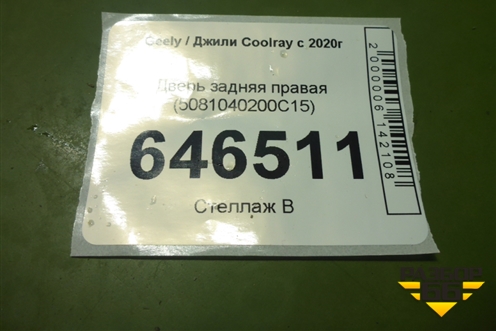 Geely / Джили Coolray с 2020г
Дверь задняя правая
(5081040200C15)
646511
Стеллаж В
2000006142108